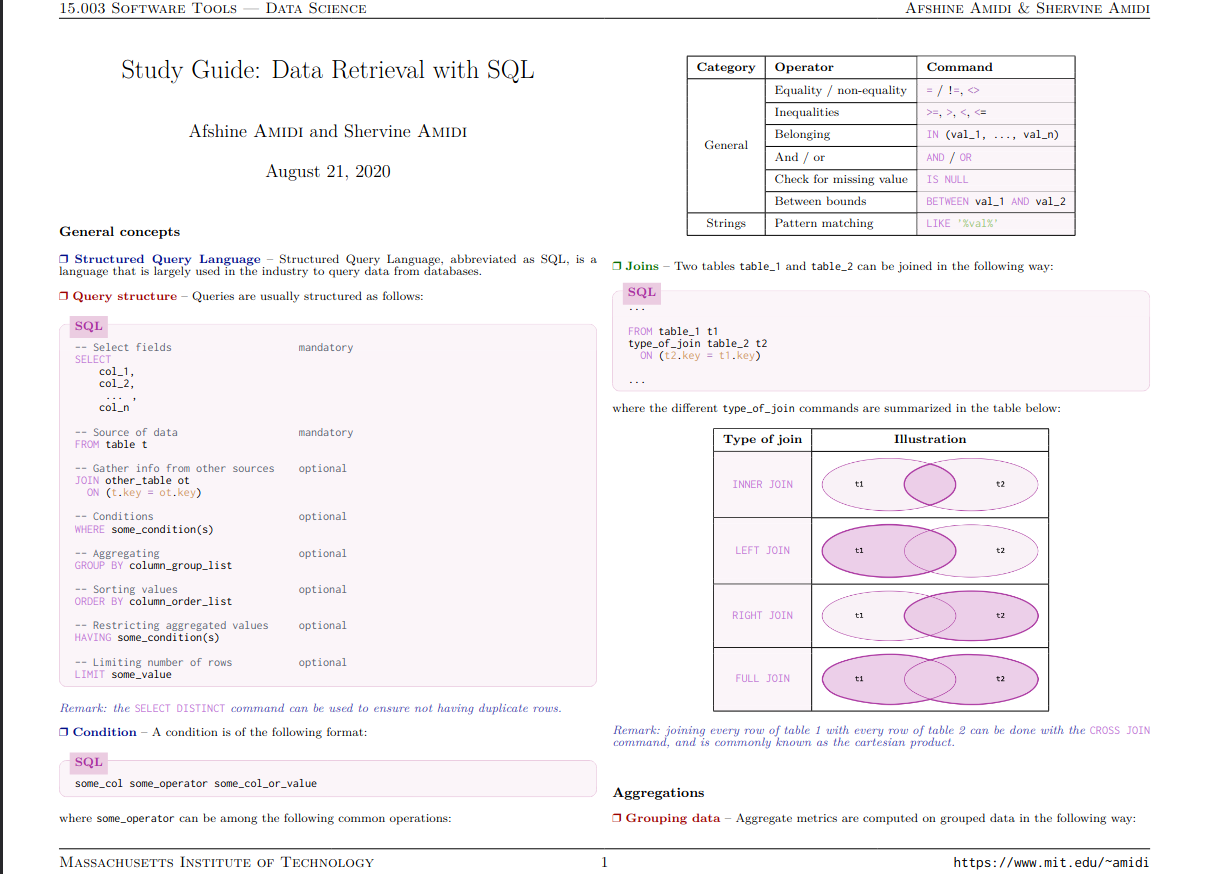 15.003 Software Tools — Data Science
Afshine Amidi & Shervine Amidi
Study Guide: Data Retrieval with SQL
Afshine Amidi and Shervine Amidi
August 21, 2020
General concepts
❒ Structured Query Language – Structured Query Language, abbreviated as SQL, is a
language that is largely used in the industry to query data from databases.
❒ Query structure – Queries are usually structured as follows:
SQL
-- Select fields mandatory
SELECT
col_1,
col_2,
... ,
col_n
-- Source of data mandatory
FROM table t
-- Gather info from other sources optional
JOIN other_table ot
ON (t.key = ot.key)
-- Conditions optional
WHERE some_condition(s)
-- Aggregating optional
GROUP BY column_group_list
-- Sorting values optional
ORDER BY column_order_list
-- Restricting aggregated values optional
HAVING some_condition(s)
-- Limiting number of rows optional
LIMIT some_value
Remark: the SELECT DISTINCT command can be used to ensure not having duplicate rows.
❒ Condition – A condition is of the following format:
SQL
some_col some_operator some_col_or_value
where some_operator can be among the following common operations:
Category Operator Command
General
Equality / non-equality = / !=, <>
Inequalities >=, >, <, <=
Belonging IN (val_1, ..., val_n)
And / or AND / OR
Check for missing value IS NULL
Between bounds BETWEEN val_1 AND val_2
Strings Pattern matching LIKE '%val%'
❒ Joins – Two tables table_1 and table_2 can be joined in the following way:
SQL
...
FROM table_1 t1
type_of_join table_2 t2
ON (t2.key = t1.key)
...
where the different type_of_join commands are summarized in the table below:
Type of join Illustration
INNER JOIN t1 t2
LEFT JOIN t1 t2
RIGHT JOIN t1 t2
FULL JOIN t1 t2
Remark: joining every row of table 1 with every row of table 2 can be done with the CROSS JOIN
command, and is commonly known as the cartesian product.
Aggregations
❒ Grouping data – Aggregate metrics are computed on grouped data in the following way:
Massachusetts Institute of Technology
1
https://www.mit.edu/~amidi